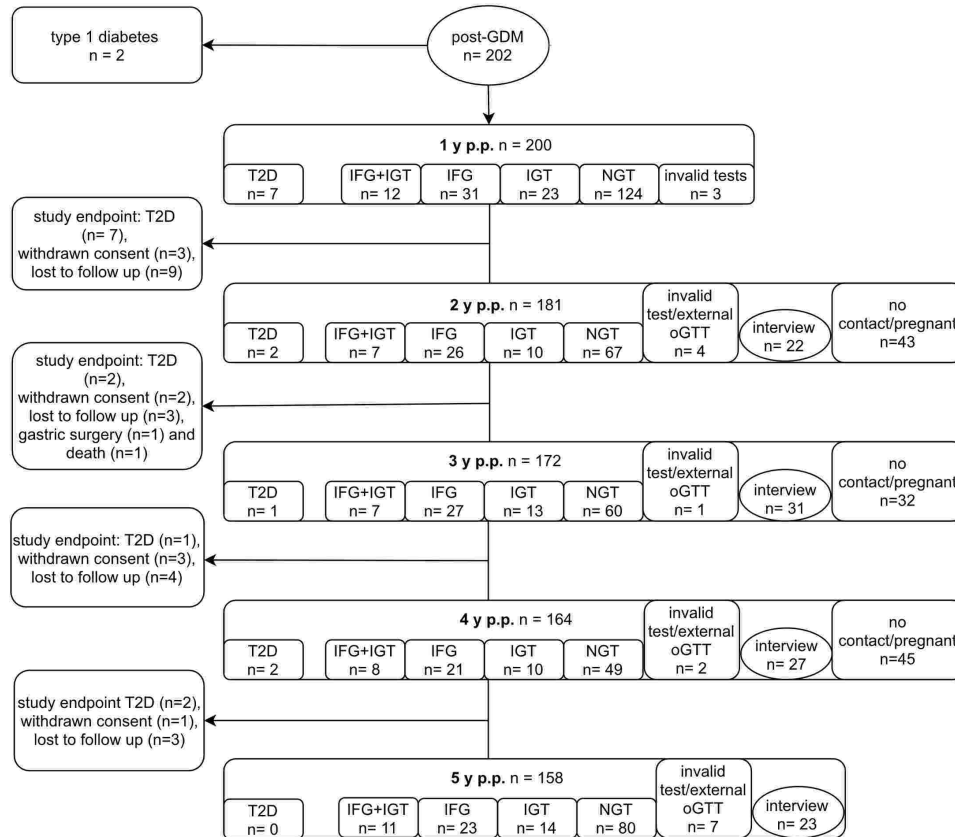 type 1 diabetes
n = 2
post-GDM
n= 202
1 y p.p. n = 200
T2D
n= 7
IFG+IGT
n= 12
IFG
n= 31
IGT
n= 23
NGT
n= 124
invalid tests
n= 3
study endpoint: T2D
(n= 7),
withdrawn consent (n=3),
lost to follow up (n=9)
2 y p.p. n = 181
T2D
n= 2
IFG+IGT
n= 7
IFG
n= 26
IGT
n= 10
NGT
n= 67
invalid
test/external
oGTT
n= 4
interview
n= 22
no
contact/pregnant
n=43
study endpoint: T2D
(n=2),
withdrawn consent (n=2),
lost to follow up (n=3),
gastric surgery (n=1) and
death (n=1)
3 y p.p. n = 172
T2D
n= 1
IFG+IGT
n= 7
IFG
n= 27
IGT
n= 13
NGT
n= 60
invalid
test/external
oGTT
n= 1
interview
n= 31
no
contact/pregnant
n=32
study endpoint: T2D (n=1),
withdrawn consent (n=3),
lost to follow up (n=4)
4 y p.p. n = 164
T2D
n= 2
IFG+IGT
n= 8
IFG
n= 21
IGT
n= 10
NGT
n= 49
invalid
test/external
oGTT
n= 2
interview
n= 27
no
contact/pregnant
n=45
study endpoint T2D (n=2),
withdrawn consent (n=1),
lost to follow up (n=3)
5 y p.p. n = 158
T2D
n= 0
IFG+IGT
n= 11
IFG
n= 23
IGT
n= 14
NGT
n= 80
invalid
test/external
oGTT
n= 7
interview
n= 23